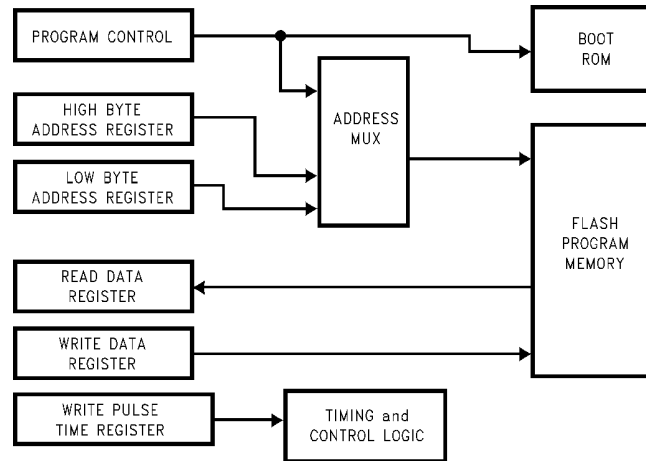 PROGRAM CONTROL
BOOT
ROM
HIGH BYTE
ADDRESS REGISTER
ADDRESS
MUX
LOW BYTE
ADDRESS REGISTER
FLASH
PROGRAM
MEMORY
READ DATA
REGISTER
WRITE DATA
REGISTER
WRITE PULSE
TIME REGISTER
TIMING and
CONTROL LOGIC